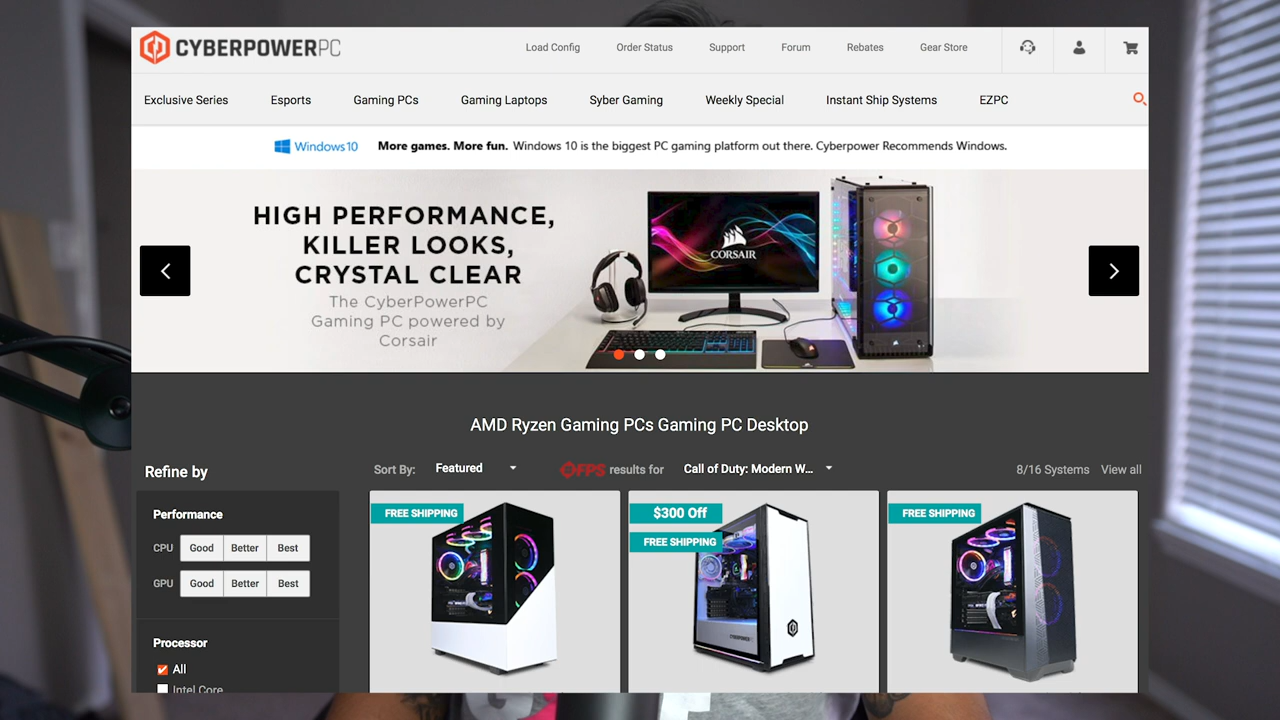 CYBERPOWERPC
Load Config Order Status Support Forum Rebates Gear Store
Exclusive Series Esports Gaming PCs Gaming Laptops Syber Gaming Weekly Special Instant Ship Systems EZPC
Windows10 More games. More fun. Windows 10 is the biggest PC gaming platform out there. Cyberpower Recommends Windows.
HIGH PERFORMANCE,
KILLER LOOKS,
CRYSTAL CLEAR
The CyberPowerPC
Gaming PC powered by
Corsair
CORSAIR
AMD Ryzen Gaming PCs Gaming PC Desktop
Refine by
Sort By: Featured FPS results for Call of Duty: Modern W... 8/16 Systems View all
Performance
CPU Good Better Best
GPU Good Better Best
Processor
All
Intel Core
FREE SHIPPING
$300 Off
FREE SHIPPING
CYBERPOWERPC
FREE SHIPPING